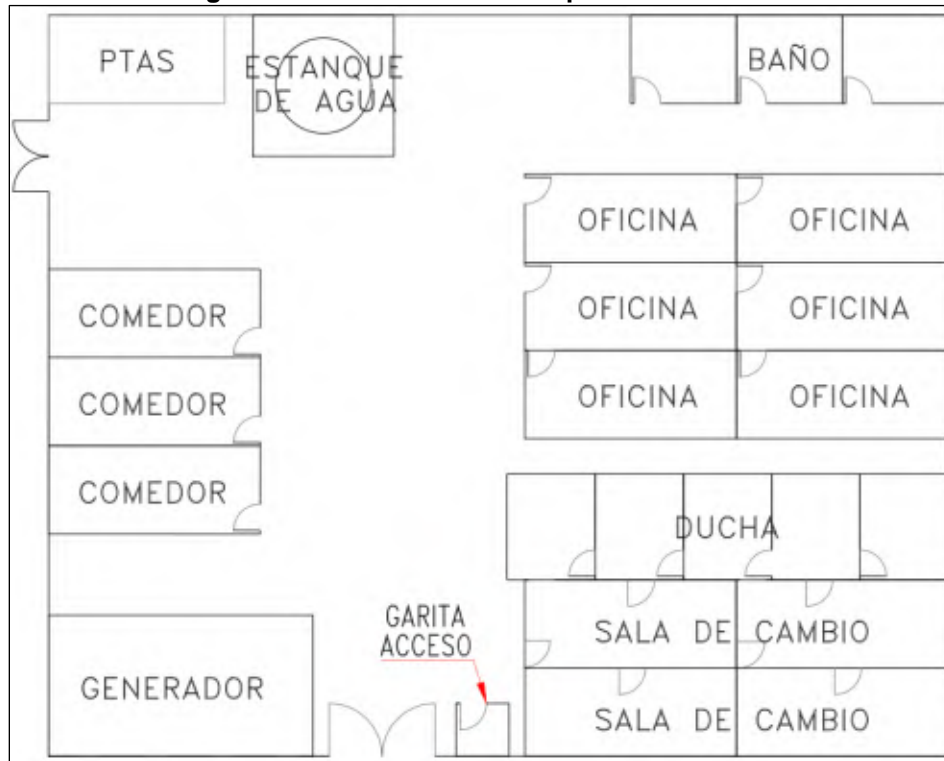 PTAS
ESTANQUE
DE AGUA
BAÑO
OFICINA
OFICINA
OFICINA
OFICINA
OFICINA
OFICINA
COMEDOR
COMEDOR
COMEDOR
DUCHA
GARITA
ACCESO
SALA DE CAMBIO
SALA DE CAMBIO
GENERADOR